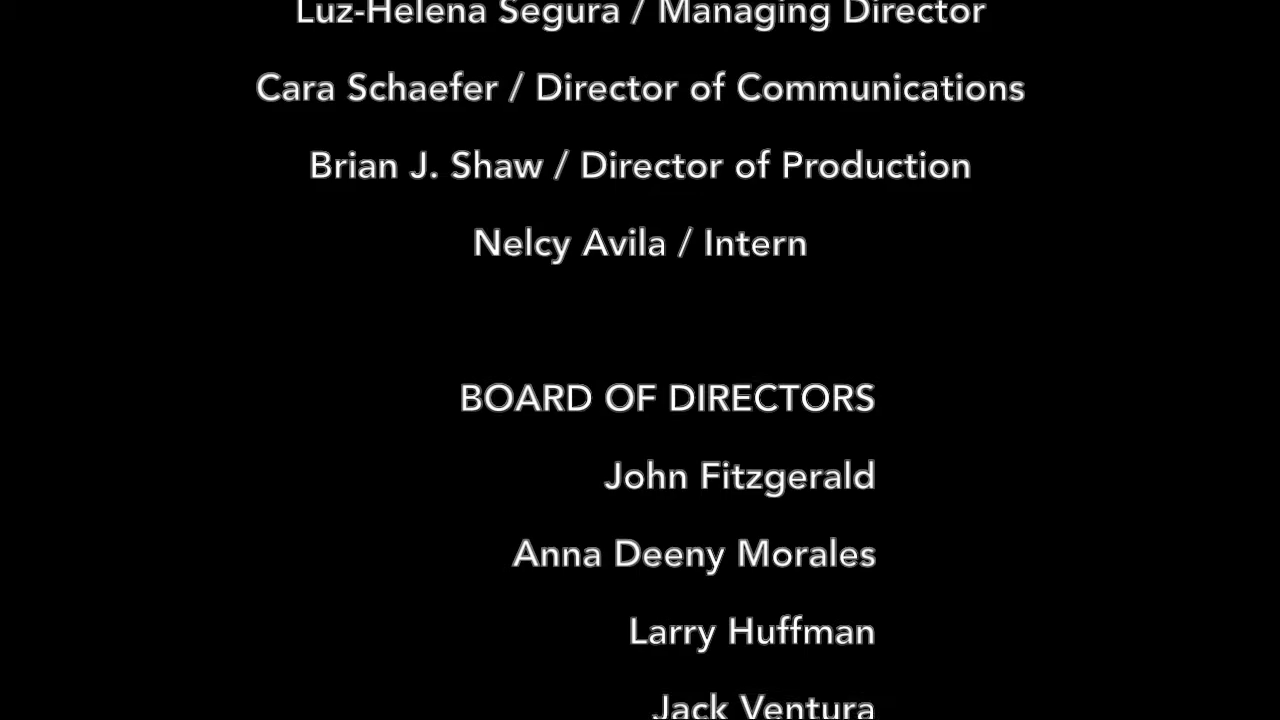 Luz-Helena Segura / Managing Director
Cara Schaefer / Director of Communications
Brian J. Shaw / Director of Production
Nelcy Avila / Intern
BOARD OF DIRECTORS
John Fitzgerald
Anna Deeny Morales
Larry Huffman
Jack Ventura